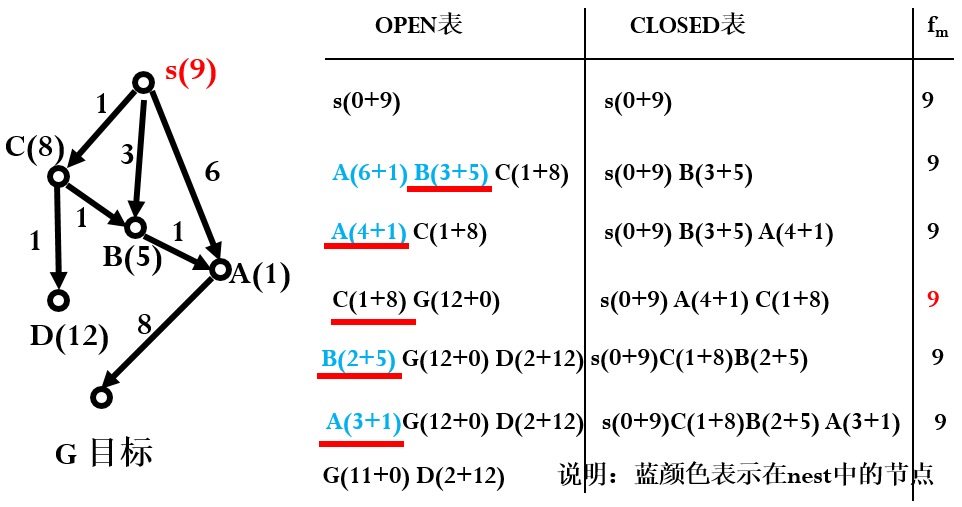 s(9)
1
C(8)
3
6
1
1
1
B(5)
A(1)
D(12)
8
G 目标
OPEN表 CLOSED表 fm
s(0+9) s(0+9) 9
A(6+1) B(3+5) C(1+8) s(0+9) B(3+5) 9
A(4+1) C(1+8) s(0+9) B(3+5) A(4+1) 9
C(1+8) G(12+0) s(0+9) A(4+1) C(1+8) 9
B(2+5) G(12+0) D(2+12) s(0+9)C(1+8)B(2+5) 9
A(3+1)G(12+0) D(2+12) s(0+9)C(1+8)B(2+5) A(3+1) 9
G(11+0) D(2+12) 说明：蓝颜色表示在nest中的节点